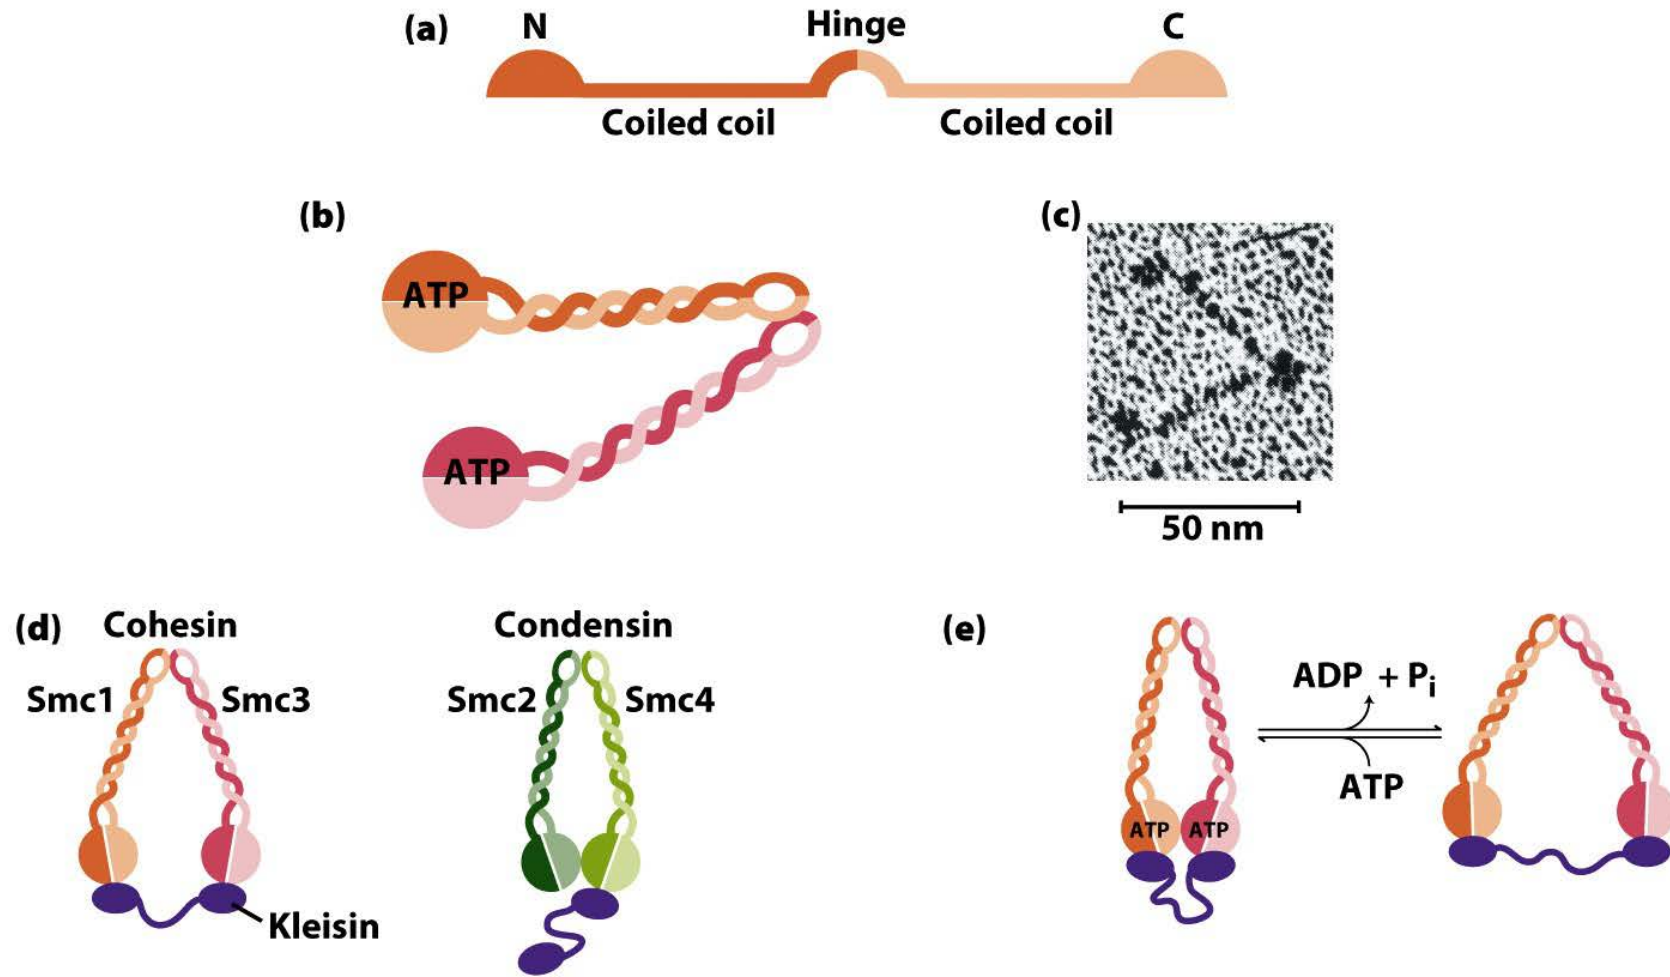 (a) N Hinge C
Coiled coil Coiled coil
(b)
ATP
ATP
(c)
50 nm
(d) Cohesin Condensin
Smc1 Smc3 Smc2 Smc4
Kleisin
(e)
ADP + Pi
ATP
ATP ATP